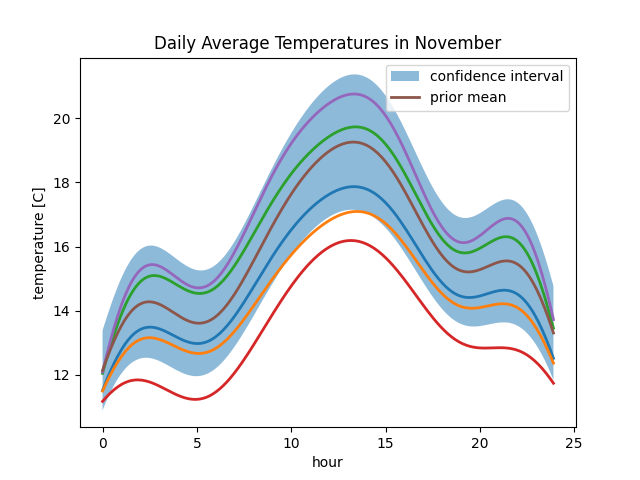 Daily Average Temperatures in November
confidence interval
prior mean
temperature [C]
20
18
16
14
12
0 5 10 15 20 25
hour